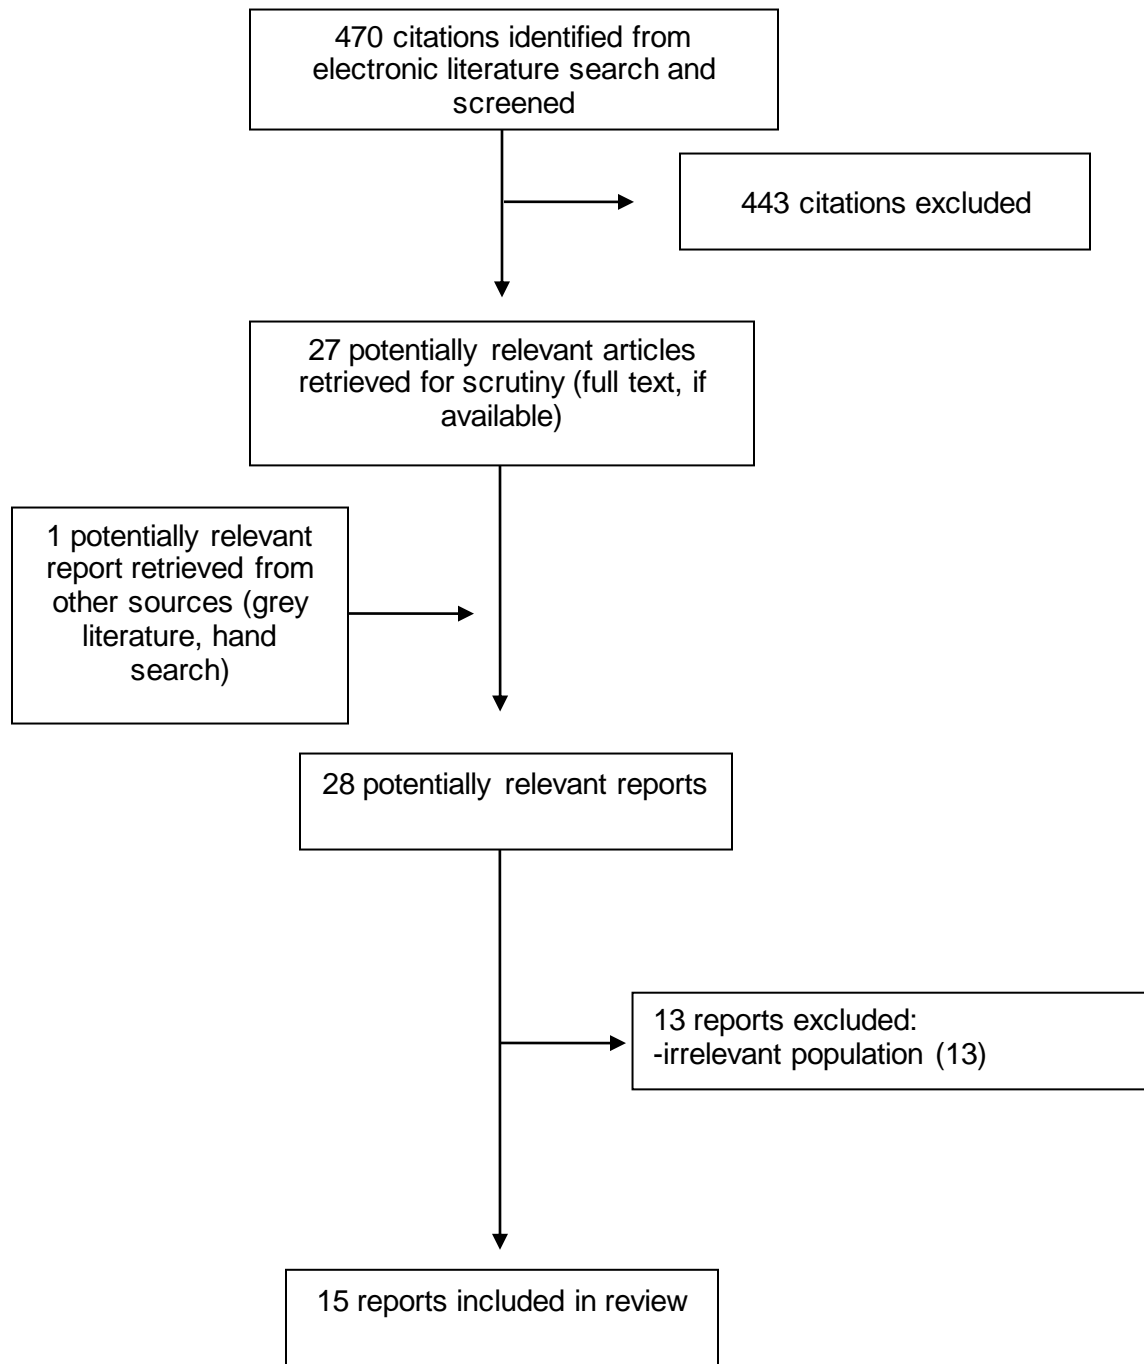 470 citations identified from
electronic literature search and
screened
443 citations excluded
27 potentially relevant articles
retrieved for scrutiny (full text, if
available)
1 potentially relevant
report retrieved from
other sources (grey
literature, hand
search)
28 potentially relevant reports
13 reports excluded:
-irrelevant population (13)
15 reports included in review